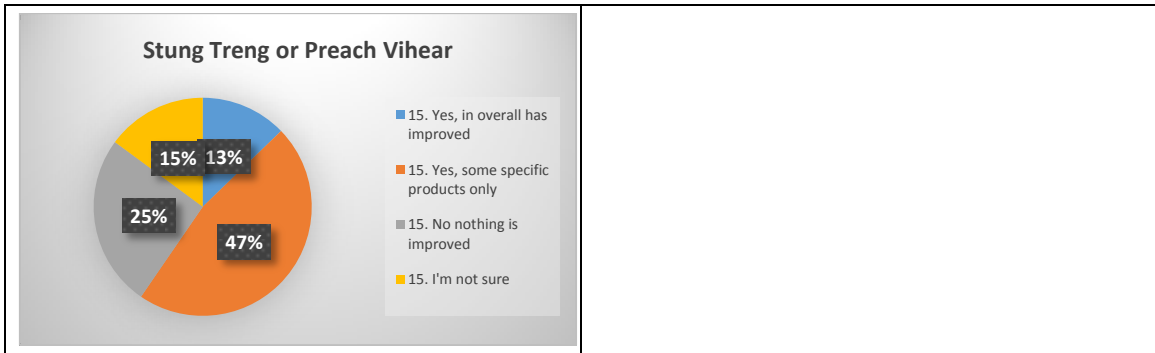 Stung Treng or Preach Vihear
15. Yes, in overall has
improved
15. Yes, some specific
products only
15. No nothing is
improved
15. I'm not sure
15% 13%
25%
47%